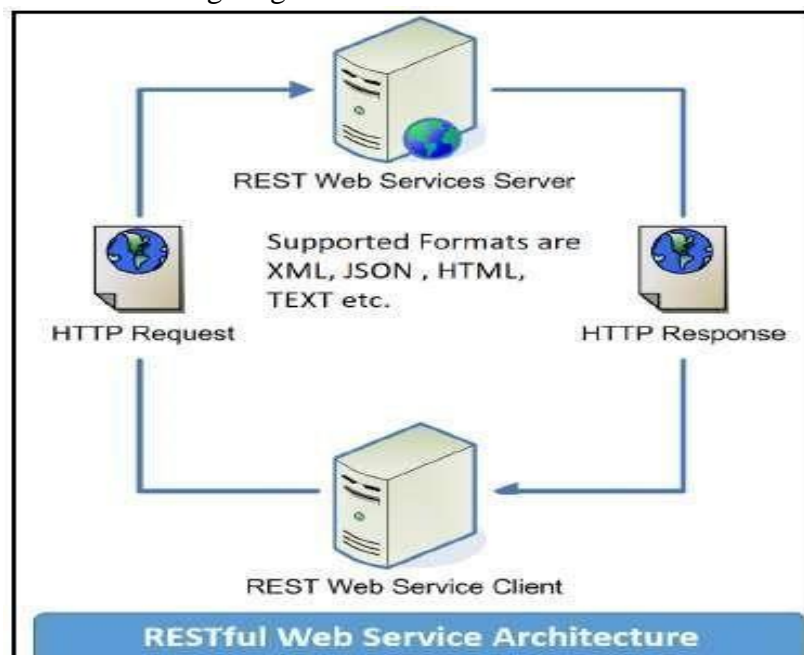 REST Web Services Server
Supported Formats are
XML, JSON , HTML,
TEXT etc.
HTTP Request
HTTP Response
REST Web Service Client
RESTful Web Service Architecture